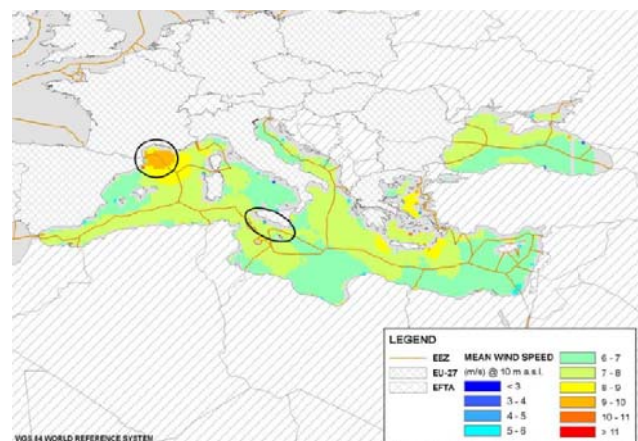 LEGEND
EEZ
EU-27
EFTA
MEAN WIND SPEED
(m/s) @ 10 m a.s.l.
< 3
3 - 4
4 - 5
5 - 6
6 - 7
7 - 8
8 - 9
9 - 10
10 - 11
> 11
WGS 84 WORLD REFERENCE SYSTEM